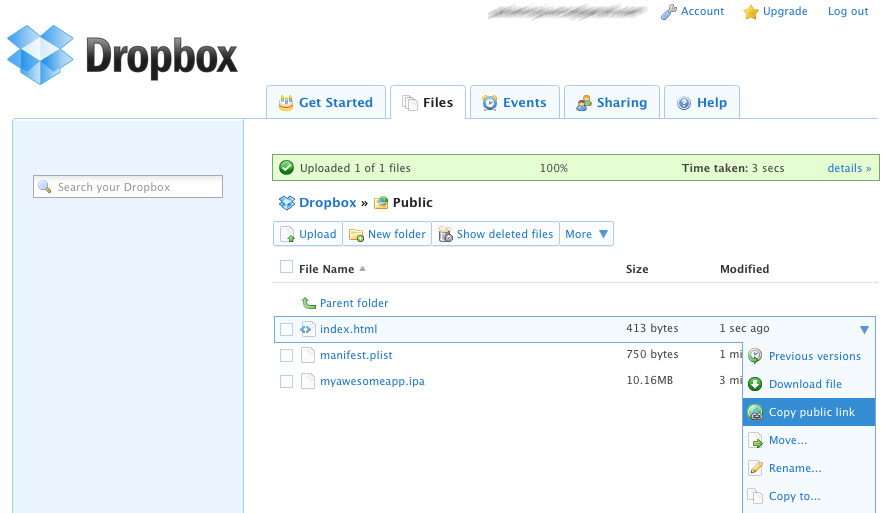 Account Upgrade Log out
Dropbox
Get Started Files Events Sharing Help
Search your Dropbox
Uploaded 1 of 1 files 100% Time taken: 3 secs details »
Dropbox » Public
Upload New folder Show deleted files More
File Name Size Modified
Parent folder
index.html 413 bytes 1 sec ago
manifest.plist 750 bytes 1 mi
myawesomeapp.ipa 10.16MB 3 mi
Previous versions
Download file
Copy public link
Move...
Rename...
Copy to...